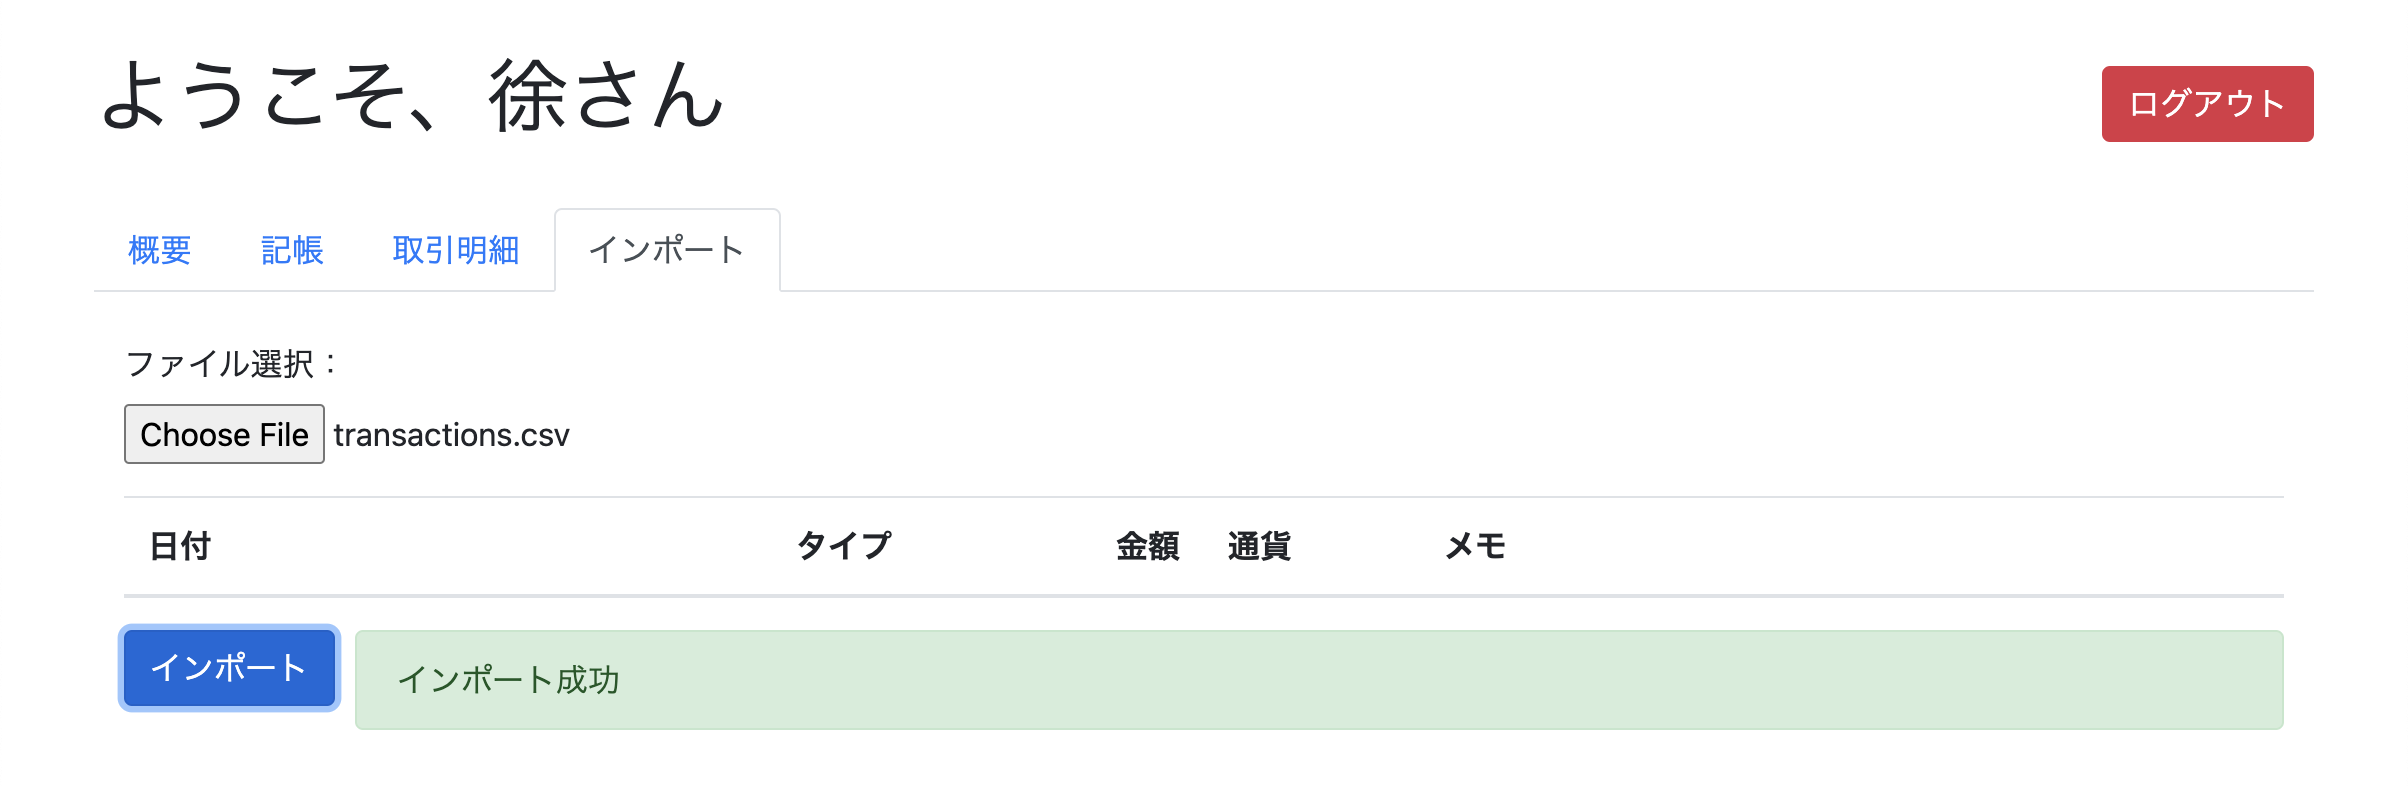 ようこそ、徐さん
ログアウト
概要 記帳 取引明細 インポート
ファイル選択：
Choose File transactions.csv
日付 タイプ 金額 通貨 メモ
インポート インポート成功